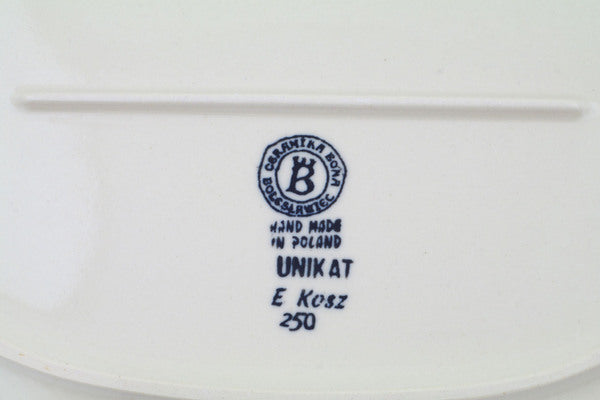 CERAMIKA BONA
BOLESŁAWIEC
B
HAND MADE
IN POLAND
UNIKAT
E Kosz
250